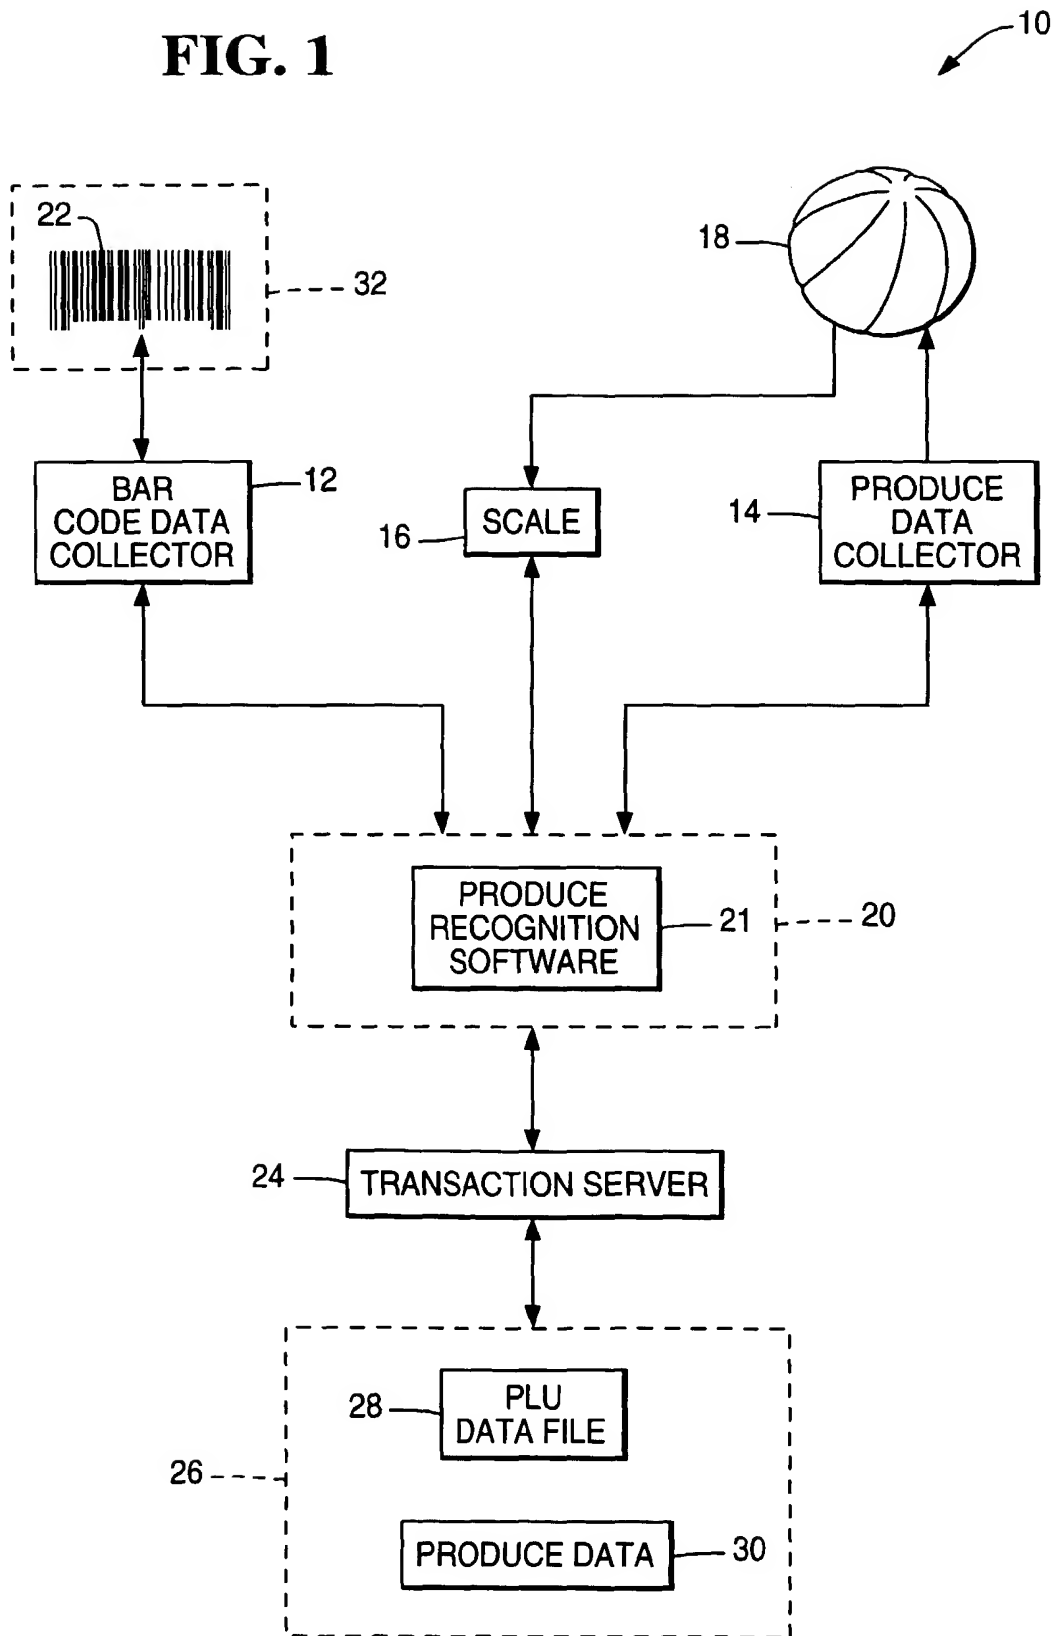 FIG. 1
10
22
32
18
BAR
CODE DATA
COLLECTOR
12
16
SCALE
14
PRODUCE
DATA
COLLECTOR
PRODUCE
RECOGNITION
SOFTWARE
21
20
24
TRANSACTION SERVER
28
PLU
DATA FILE
26
PRODUCE DATA
30